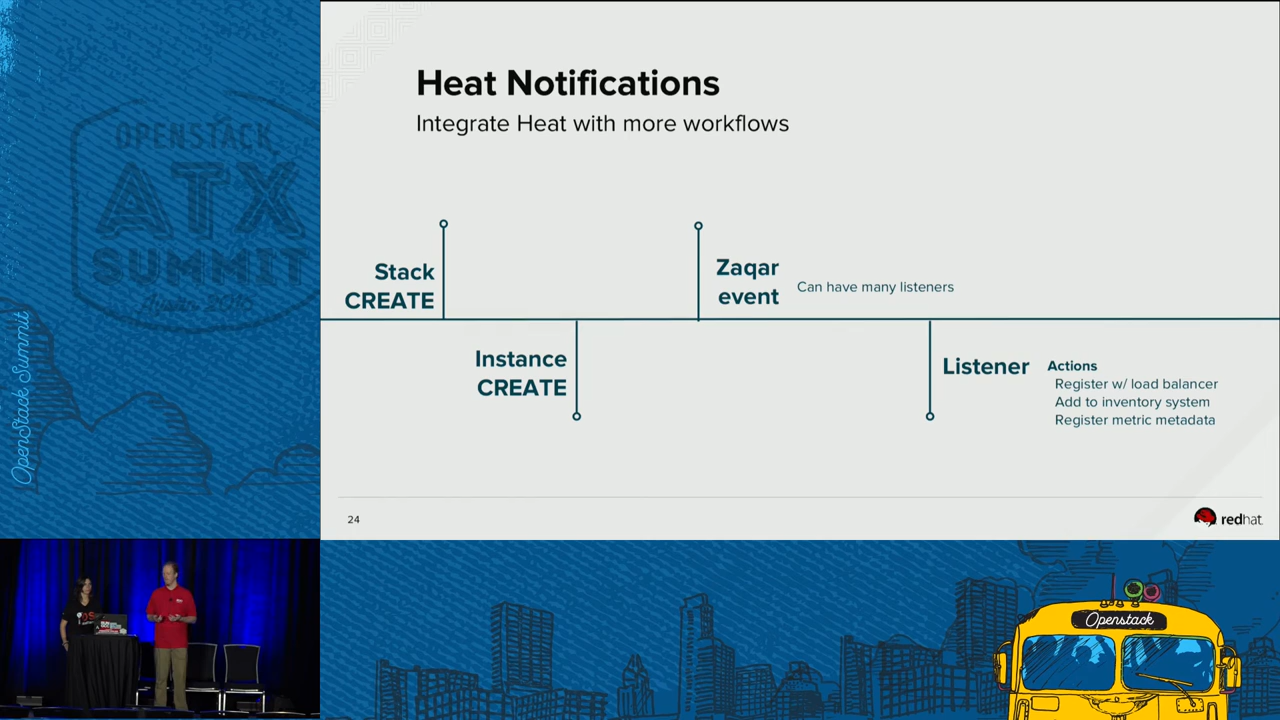 OPENSTACK
ATX
SUMMIT
OpenStack Summit
Heat Notifications
Integrate Heat with more workflows
Stack
CREATE
Instance
CREATE
Zaqar
event
Can have many listeners
Listener
Actions
Register w/ load balancer
Add to inventory system
Register metric metadata
24
redhat.
Openstack